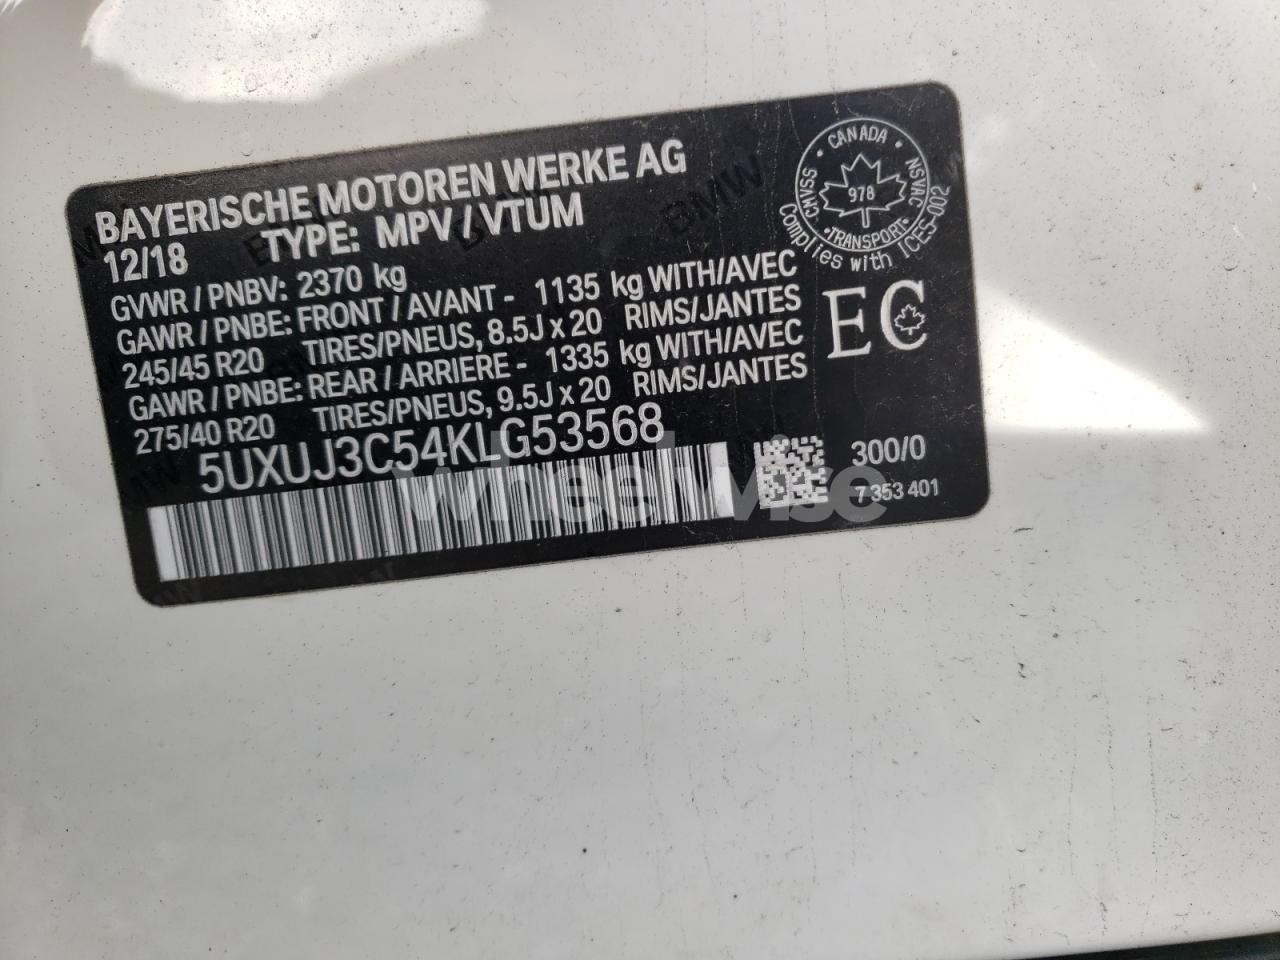 BAYERISCHE MOTOREN WERKE AG
12/18 TYPE: MPV / VTUM
GVWR / PNBV: 2370 kg
GAWR / PNBE: FRONT / AVANT - 1135 kg WITH/AVEC
245/45 R20 TIRES/PNEUS, 8.5J x 20 RIMS/JANTES
GAWR / PNBE: REAR / ARRIERE - 1335 kg WITH/AVEC
275/40 R20 TIRES/PNEUS, 9.5J x 20 RIMS/JANTES
5UXUJ3C54KLG53568
CANADA
CMVSS • NSVAC
978
TRANSPORT
Complies with ICES-002
EC
300/0
7 353 401
wheelwise
BMW